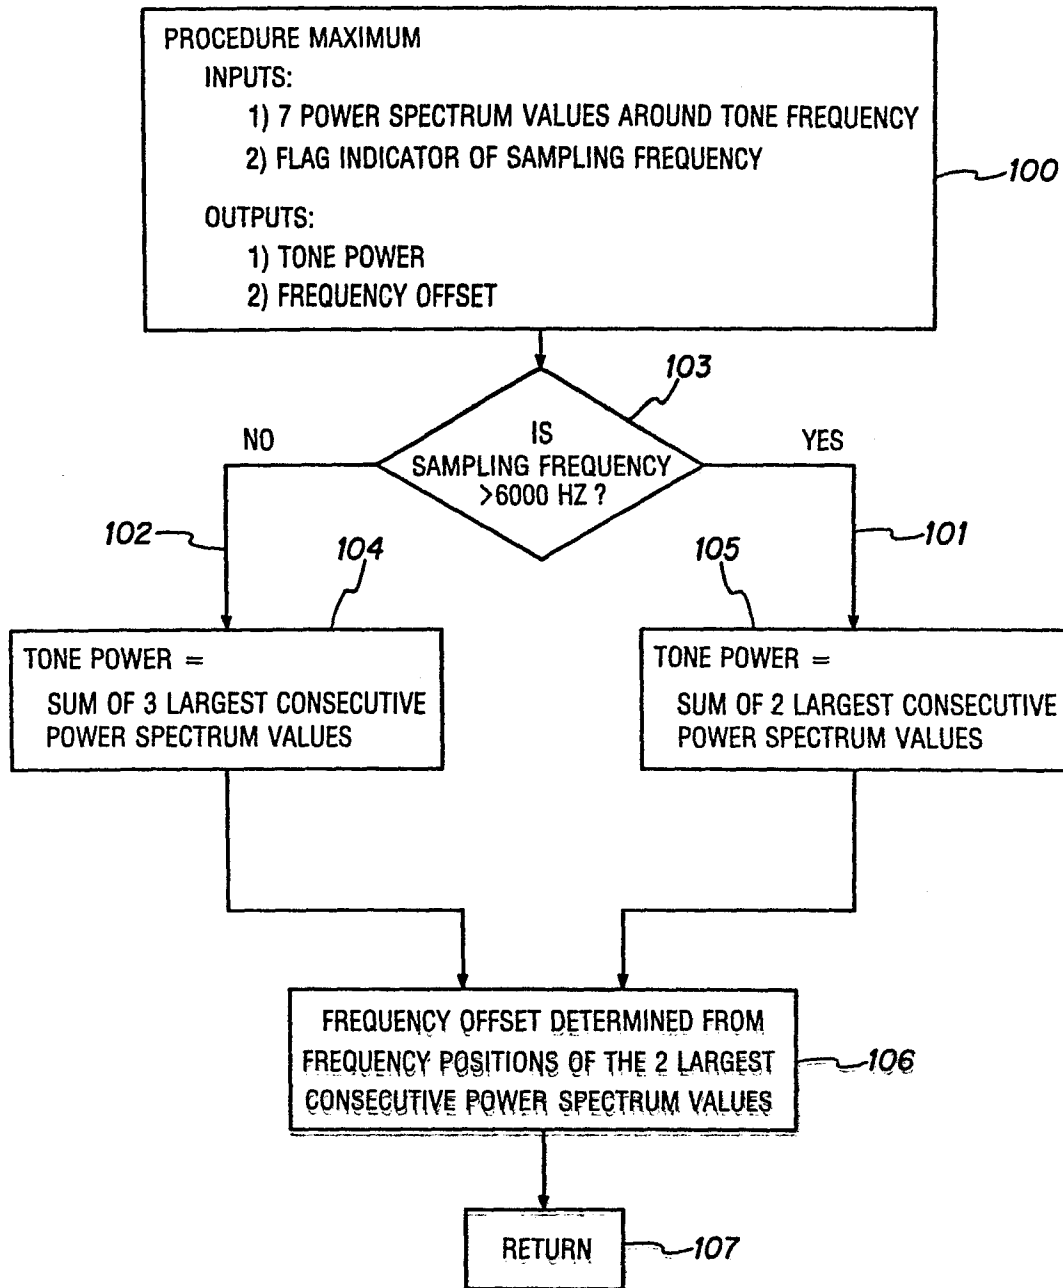 PROCEDURE MAXIMUM
INPUTS:
1) 7 POWER SPECTRUM VALUES AROUND TONE FREQUENCY
2) FLAG INDICATOR OF SAMPLING FREQUENCY
100
OUTPUTS:
1) TONE POWER
2) FREQUENCY OFFSET
103
NO
IS
SAMPLING FREQUENCY
>6000 HZ ?
YES
102
104
105
101
TONE POWER =
SUM OF 3 LARGEST CONSECUTIVE
POWER SPECTRUM VALUES
TONE POWER =
SUM OF 2 LARGEST CONSECUTIVE
POWER SPECTRUM VALUES
FREQUENCY OFFSET DETERMINED FROM
FREQUENCY POSITIONS OF THE 2 LARGEST
CONSECUTIVE POWER SPECTRUM VALUES
106
RETURN
107